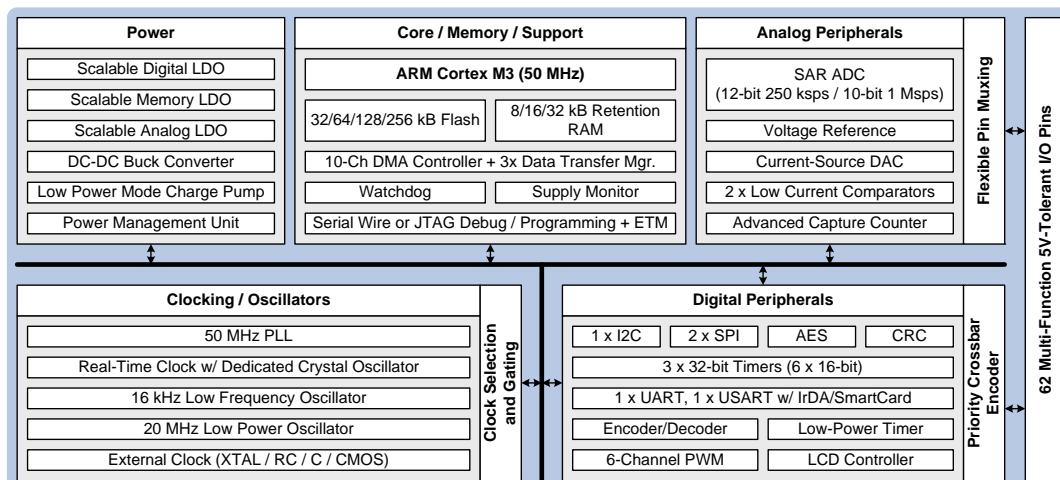 Power
Scalable Digital LDO
Scalable Memory LDO
Scalable Analog LDO
DC-DC Buck Converter
Low Power Mode Charge Pump
Power Management Unit
Core / Memory / Support
ARM Cortex M3 (50 MHz)
32/64/128/256 kB Flash
8/16/32 kB Retention
RAM
10-Ch DMA Controller + 3x Data Transfer Mgr.
Watchdog
Supply Monitor
Serial Wire or JTAG Debug / Programming + ETM
Analog Peripherals
SAR ADC
(12-bit 250 ksps / 10-bit 1 Msps)
Voltage Reference
Current-Source DAC
2 x Low Current Comparators
Advanced Capture Counter
Flexible Pin Muxing
62 Multi-Function 5V-Tolerant I/O Pins
Clocking / Oscillators
50 MHz PLL
Real-Time Clock w/ Dedicated Crystal Oscillator
16 kHz Low Frequency Oscillator
20 MHz Low Power Oscillator
External Clock (XTAL / RC / C / CMOS)
Clock Selection
and Gating
Digital Peripherals
1 x I2C
2 x SPI
AES
CRC
3 x 32-bit Timers (6 x 16-bit)
1 x UART, 1 x USART w/ IrDA/SmartCard
Encoder/Decoder
Low-Power Timer
6-Channel PWM
LCD Controller
Priority Crossbar
Encoder